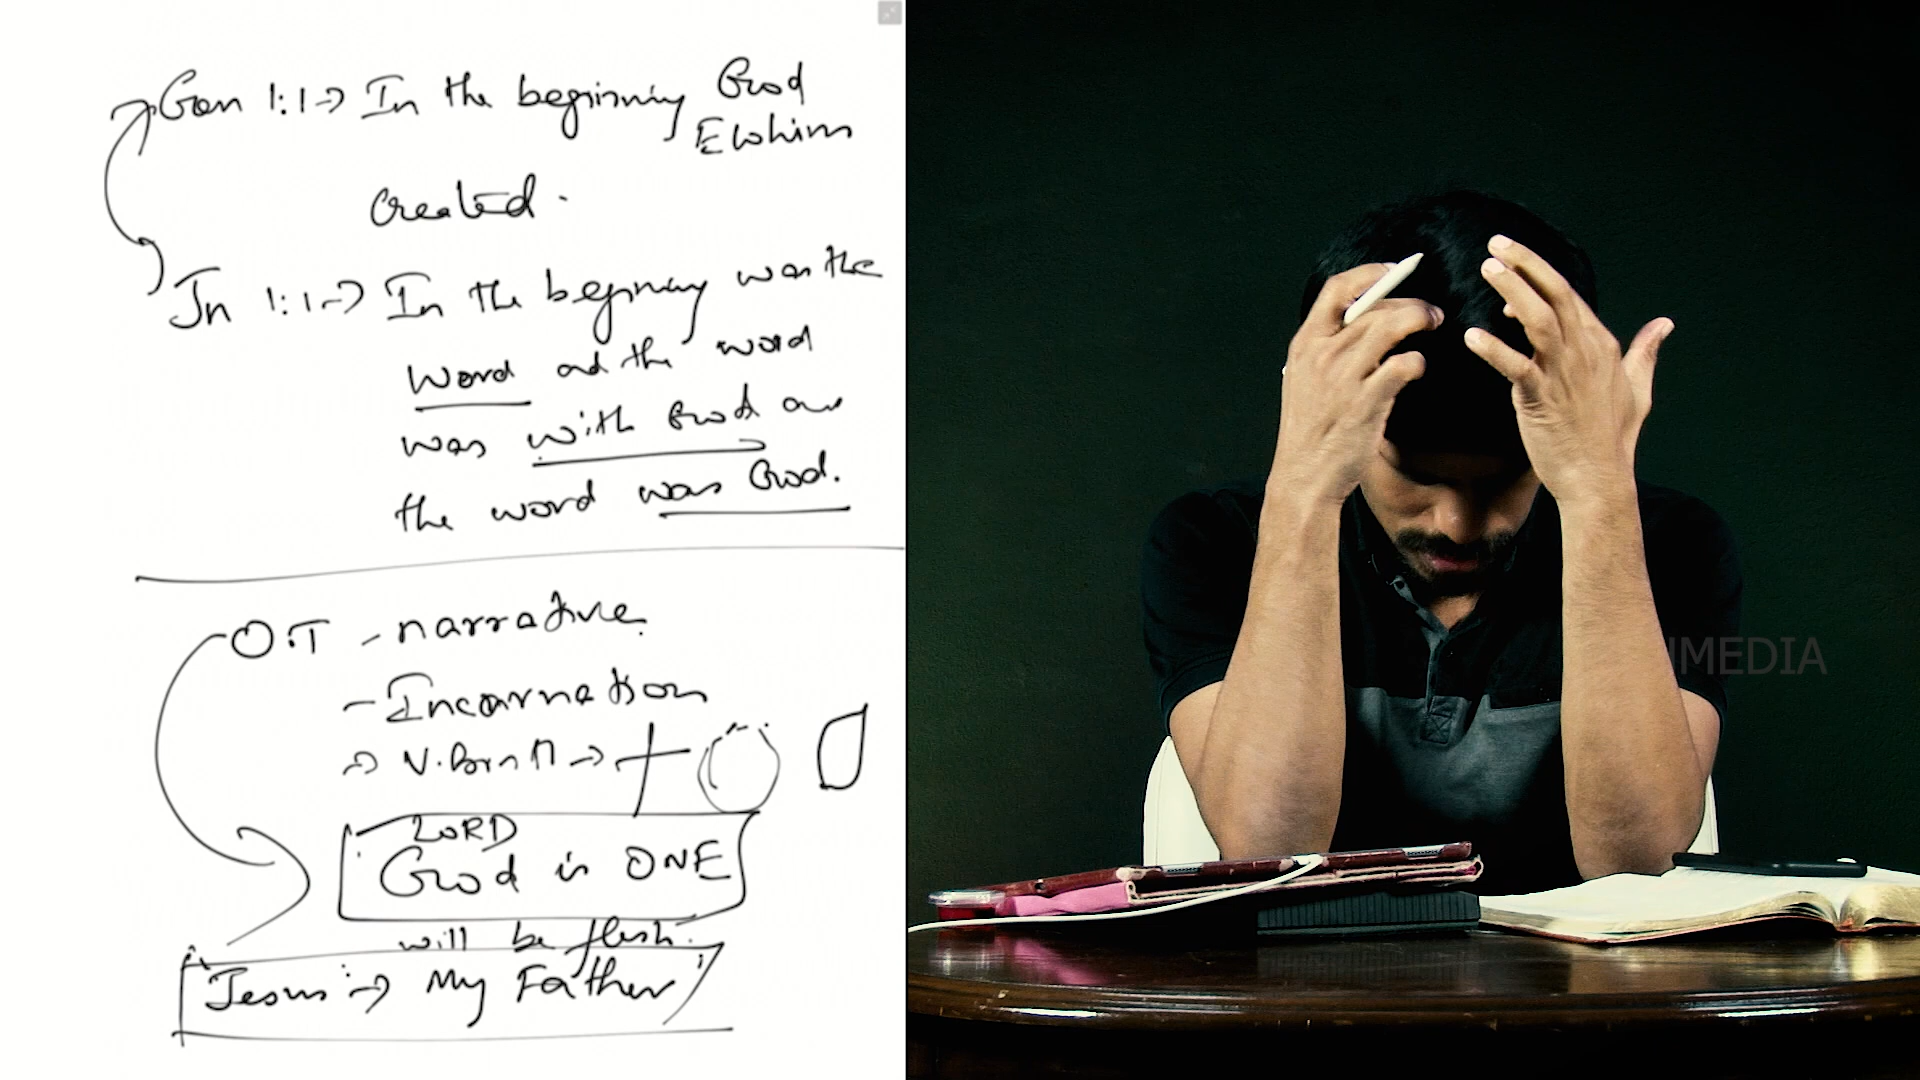 Gen 1:1 → In the beginning God
Elohim
Created.
Jn 1:1 → In the beginning was the
Word and the word
was with God and
the word was God.
O.T - narrative.
- Incarnation
→ V. Born
LORD
God is ONE
will be flesh.
Jesus :→ My Father
MEDIA